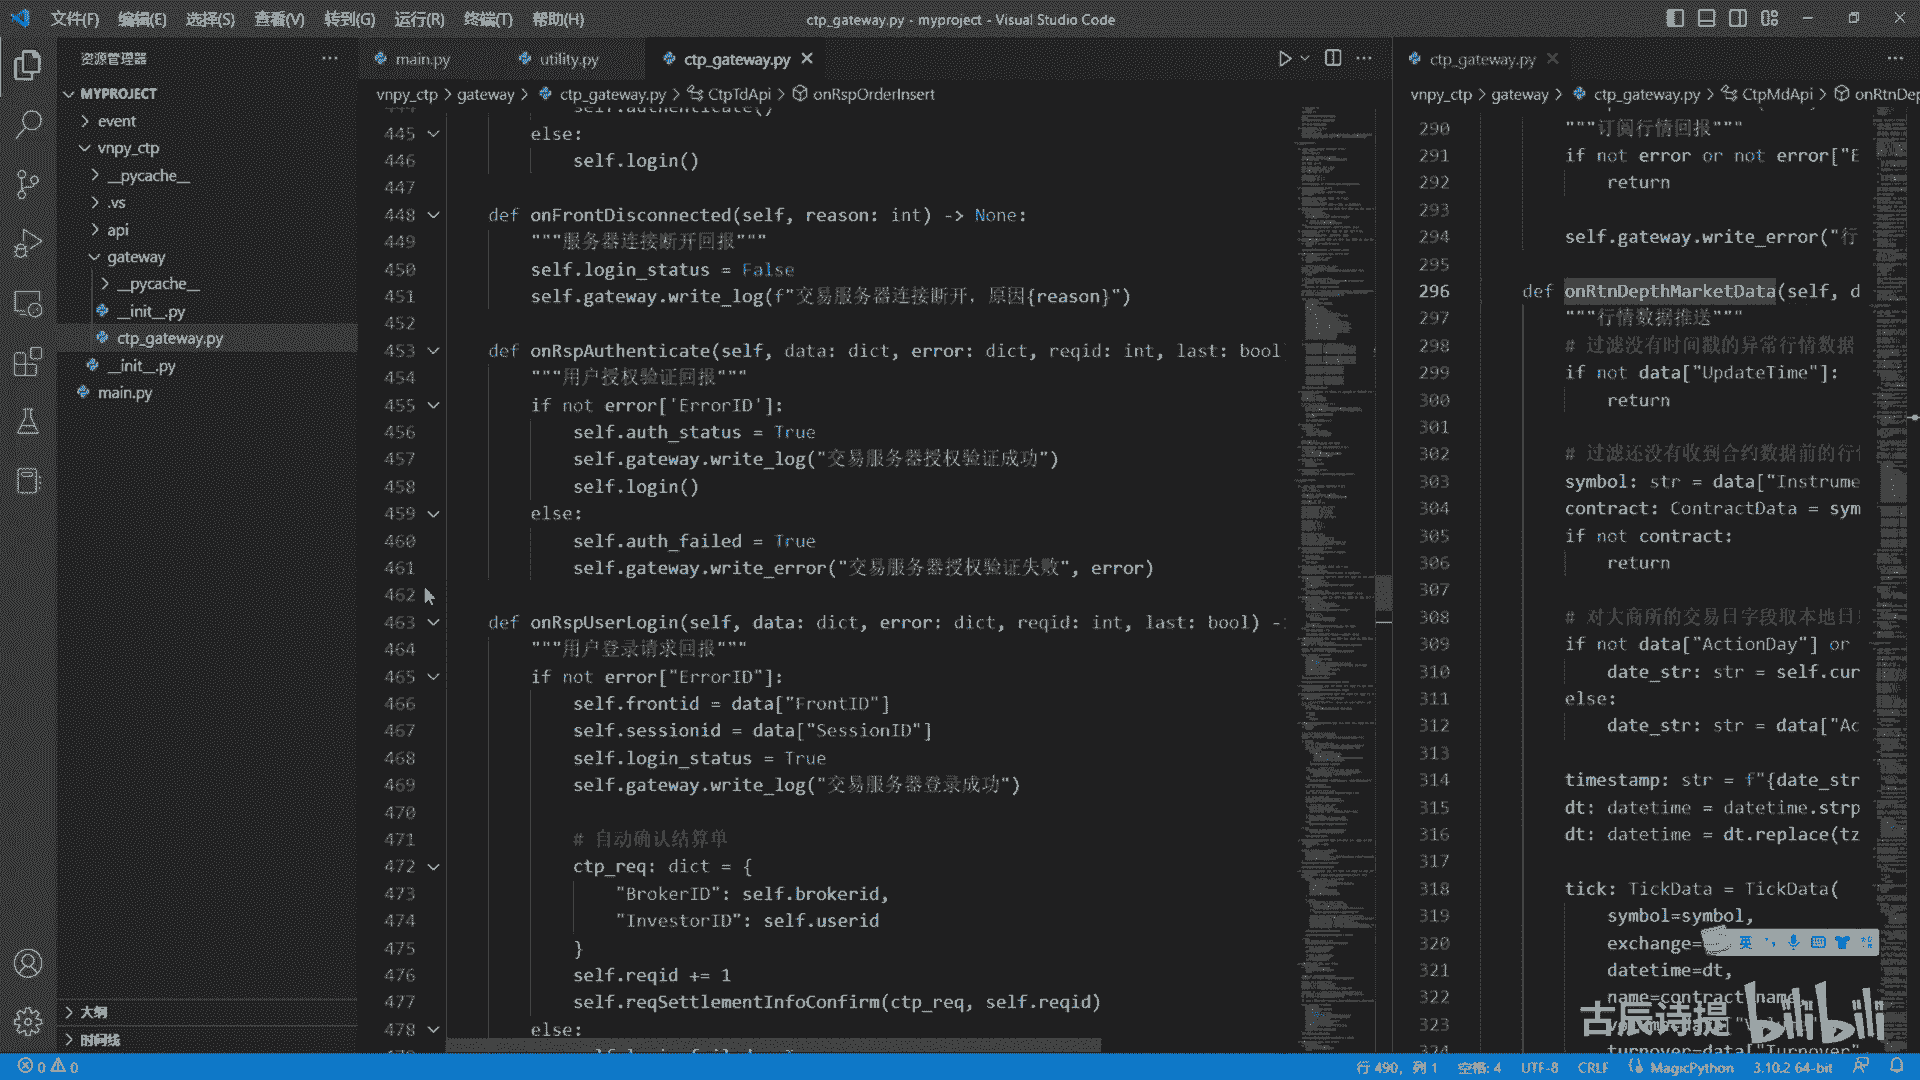 文件(F) 编辑(E) 选择(S) 查看(V) 转到(G) 运行(R) 终端(T) 帮助(H)
ctp_gateway.py - myproject - Visual Studio Code
资源管理器
MYPROJECT
event
vnpy_ctp
__pycache__
.vs
api
gateway
__pycache__
__init__.py
ctp_gateway.py
__init__.py
main.py
大纲
时间线
main.py utility.py ctp_gateway.py
vnpy_ctp > gateway > ctp_gateway.py > CtpTdApi > onRspOrderInsert
445 else:
446 self.login()
447
448 def onFrontDisconnected(self, reason: int) -> None:
449 """服务器连接断开回报"""
450 self.login_status = False
451 self.gateway.write_log(f"交易服务器连接断开，原因{reason}")
452
453 def onRspAuthenticate(self, data: dict, error: dict, reqid: int, last: bool
454 """用户授权验证回报"""
455 if not error['ErrorID']:
456 self.auth_status = True
457 self.gateway.write_log("交易服务器授权验证成功")
458 self.login()
459 else:
460 self.auth_failed = True
461 self.gateway.write_error("交易服务器授权验证失败", error)
462
463 def onRspUserLogin(self, data: dict, error: dict, reqid: int, last: bool) -
464 """用户登录请求回报"""
465 if not error["ErrorID"]:
466 self.frontid = data["FrontID"]
467 self.sessionid = data["SessionID"]
468 self.login_status = True
469 self.gateway.write_log("交易服务器登录成功")
470
471 # 自动确认结算单
472 ctp_req: dict = {
473 "BrokerID": self.brokerid,
474 "InvestorID": self.userid
475 }
476 self.reqid += 1
477 self.reqSettlementInfoConfirm(ctp_req, self.reqid)
478 else:
ctp_gateway.py
vnpy_ctp > gateway > ctp_gateway.py > CtpMdApi > onRtnDep
290 """订阅行情回报"""
291 if not error or not error["E
292 return
293
294 self.gateway.write_error("行
295
296 def onRtnDepthMarketData(self, d
297 """行情数据推送"""
298 # 过滤没有时间戳的异常行情数据
299 if not data["UpdateTime"]:
300 return
301
302 # 过滤还没有收到合约数据前的行
303 symbol: str = data["Instrume
304 contract: ContractData = sym
305 if not contract:
306 return
307
308 # 对大商所的交易日字段取本地日
309 if not data["ActionDay"] or
310 date_str: str = self.cur
311 else:
312 date_str: str = data["Ac
313
314 timestamp: str = f"{date_str
315 dt: datetime = datetime.strp
316 dt: datetime = dt.replace(tz
317
318 tick: TickData = TickData(
319 symbol=symbol,
320 exchange=
321 datetime=dt,
322 name=contract.name,
323
324 turnover=data["Turnover"
英
古辰诗提 bilibili
0 0
行 490，列 1 空格: 4 UTF-8 CRLF MagicPython 3.10.2 64-bit